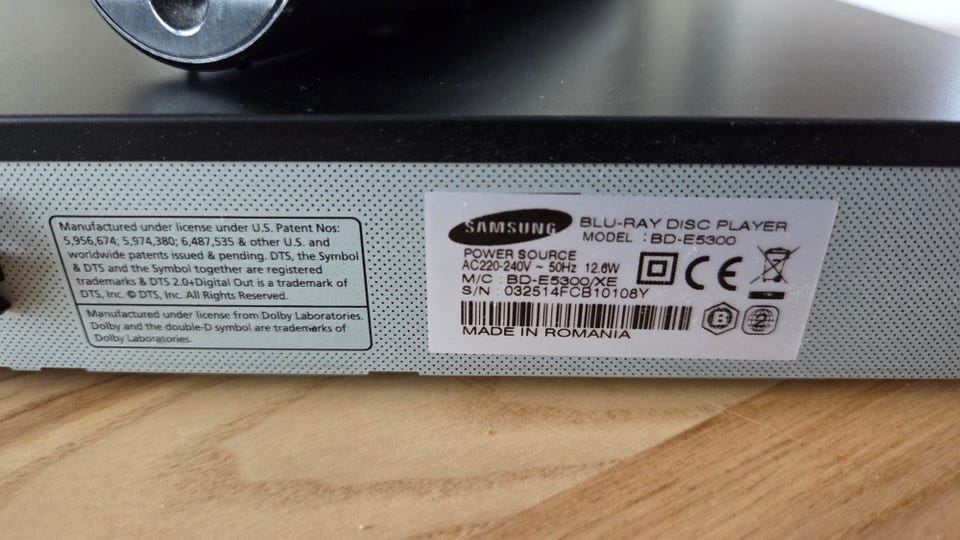 Manufactured under license under U.S. Patent Nos:
5,956,674; 5,974,380; 6,487,535 & other U.S. and
worldwide patents issued & pending. DTS, the Symbol
& DTS and the Symbol together are registered
trademarks & DTS 2.0+Digital Out is a trademark of
DTS, Inc. © DTS, Inc. All Rights Reserved.
Manufactured under license from Dolby Laboratories.
Dolby and the double-D symbol are trademarks of
Dolby Laboratories.
SAMSUNG BLU-RAY DISC PLAYER
MODEL : BD-E5300
POWER SOURCE
AC220-240V ~ 50Hz 12.6W
M/C : BD-E5300/XE
S/N : 032514FCB10108Y
CE
MADE IN ROMANIA
B 2